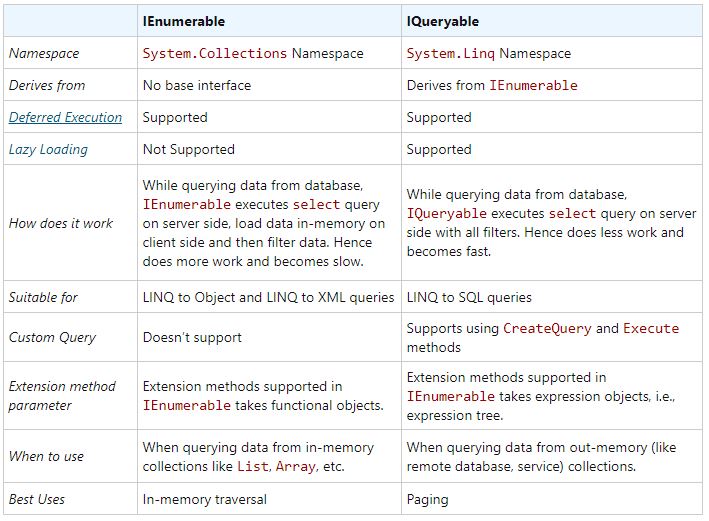 IEnumerable IQueryable
Namespace System.Collections Namespace System.Linq Namespace
Derives from No base interface Derives from IEnumerable
Deferred Execution Supported Supported
Lazy Loading Not Supported Supported
How does it work
While querying data from database,
IEnumerable executes select query
on server side, load data in-memory on
client side and then filter data. Hence
does more work and becomes slow.
While querying data from database,
IQueryable executes select query on server
side with all filters. Hence does less work and
becomes fast.
Suitable for LINQ to Object and LINQ to XML queries LINQ to SQL queries
Custom Query Doesn't support
Supports using CreateQuery and Execute
methods
Extension method
parameter
Extension methods supported in
IEnumerable takes functional objects.
Extension methods supported in
IEnumerable takes expression objects, i.e.,
expression tree.
When to use
When querying data from in-memory
collections like List, Array, etc.
When querying data from out-memory (like
remote database, service) collections.
Best Uses In-memory traversal Paging